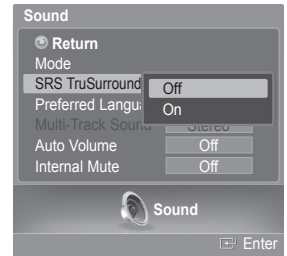 Sound
Return
Mode
SRS TruSurround
Off
Preferred Langu
On
Multi-Track Sound Stereo
Auto Volume Off
Internal Mute Off
Sound
Enter